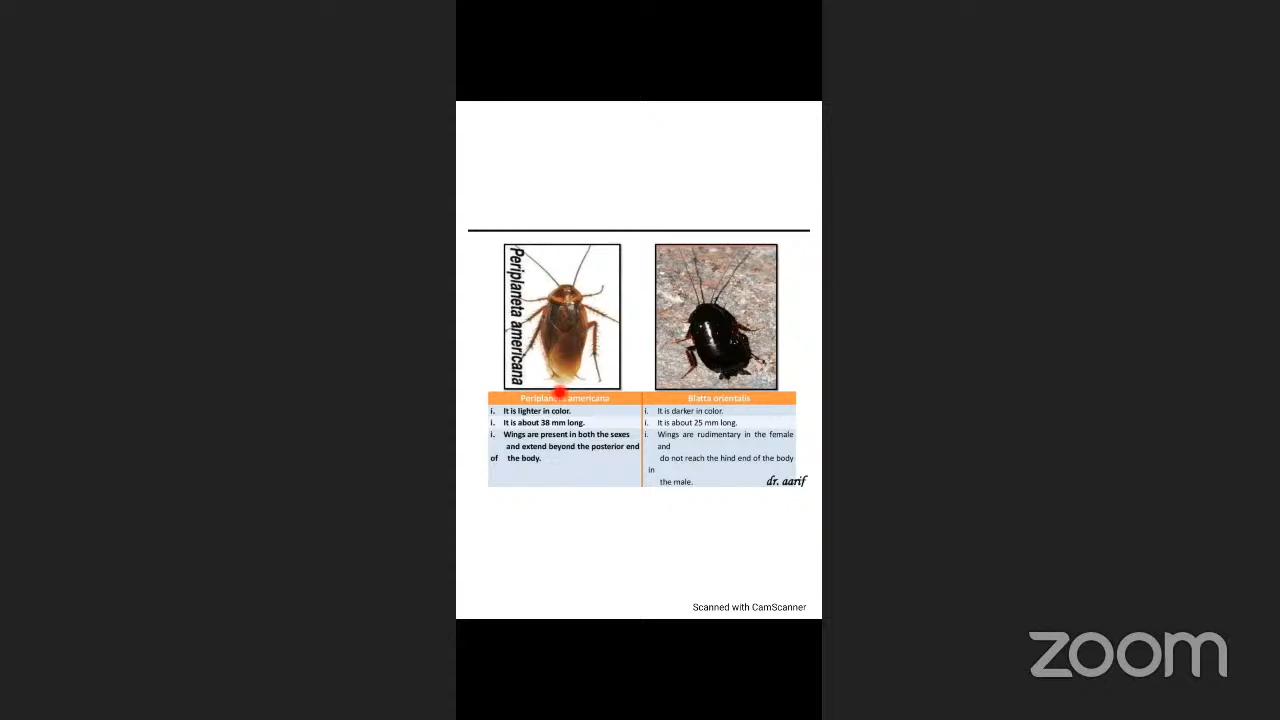 Periplaneta americana
Periplaneta americana Blatta orientalis
i. It is lighter in color.
i. It is about 38 mm long.
i. Wings are present in both the sexes
and extend beyond the posterior end
of the body.
i. It is darker in color.
i. It is about 25 mm long.
i. Wings are rudimentary in the female
and
do not reach the hind end of the body
in
the male.
dr. aarif
Scanned with CamScanner
zoom